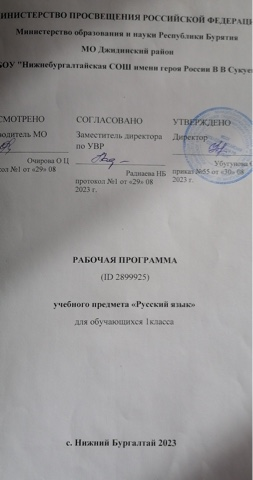 МИНИСТЕРСТВО ПРОСВЕЩЕНИЯ РОССИЙСКОЙ ФЕДЕРАЦИ
Министерство образования и науки Республики Бурятия
МО Джидинский район
БОУ "Нижнебургалтайская СОШ имени героя России В В Сукуе
СМОТРЕНО СОГЛАСОВАНО УТВЕРЖДЕНО
водитель МО Заместитель директора Директор
по УВР
Очирова О Ц Раднаева НБ Убугунова
кол №1 от «29» 08 протокол №1 от «29» 08 приказ №55 от «30» 08
2023 г. 2023 г.
РАБОЧАЯ ПРОГРАММА
(ID 2899925)
учебного предмета «Русский язык»
для обучающихся 1класса
с. Нижний Бургалтай 2023